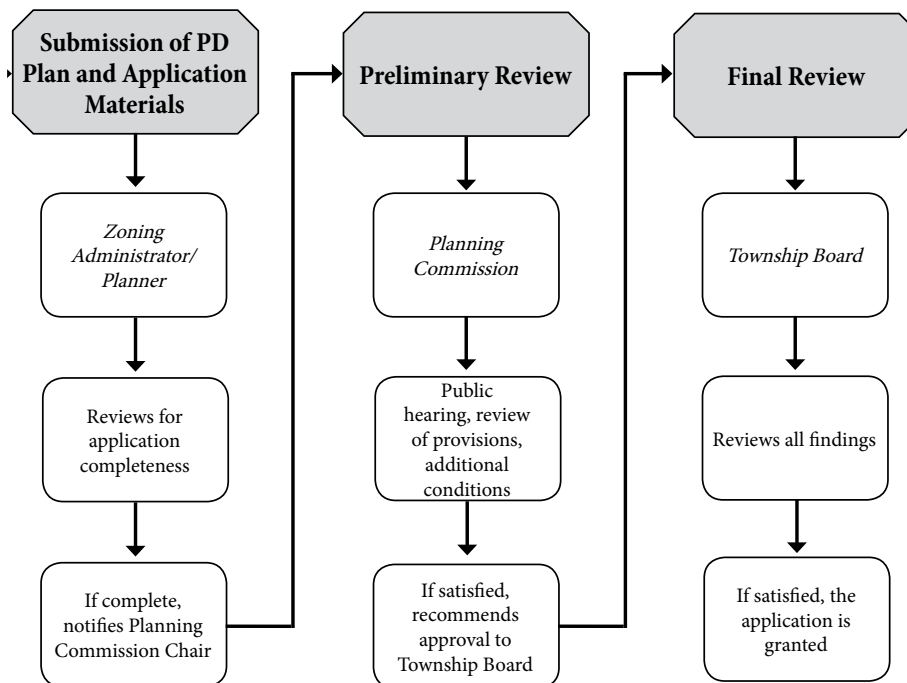 Submission of PD
Plan and Application
Materials
Zoning
Administrator/
Planner
Reviews for
application
completeness
If complete,
notifies Planning
Commission Chair
Preliminary Review
Planning
Commission
Public
hearing, review
of provisions,
additional
conditions
If satisfied,
recommends
approval to
Township Board
Final Review
Township Board
Reviews all findings
If satisfied, the
application is
granted